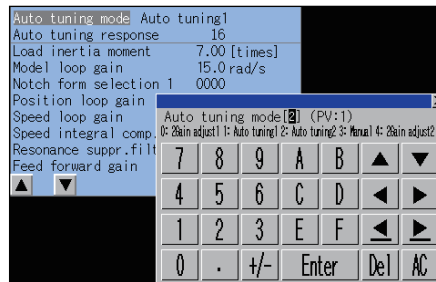 Auto tuning mode Auto tuning1
Auto tuning response 16
Load inertia moment 7.00 [times]
Model loop gain 15.0 rad/s
Notch form selection 1 0000
Position loop gain
Speed loop gain
Speed integral comp.
Resonance suppr.filt
Feed forward gain
Auto tuning mode[2] (PV:1)
0: 2Gain adjust1 1: Auto tuning1 2: Auto tuning2 3: Manual 4: 2Gain adjust2
7 8 9 A B
4 5 6 C D
1 2 3 E F
0 . +/- Enter Del AC